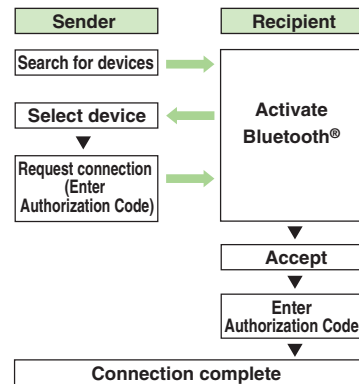 Sender
Recipient
Search for devices
Select device
Request connection
(Enter
Authorization Code)
Activate
Bluetooth®
Accept
Enter
Authorization Code
Connection complete